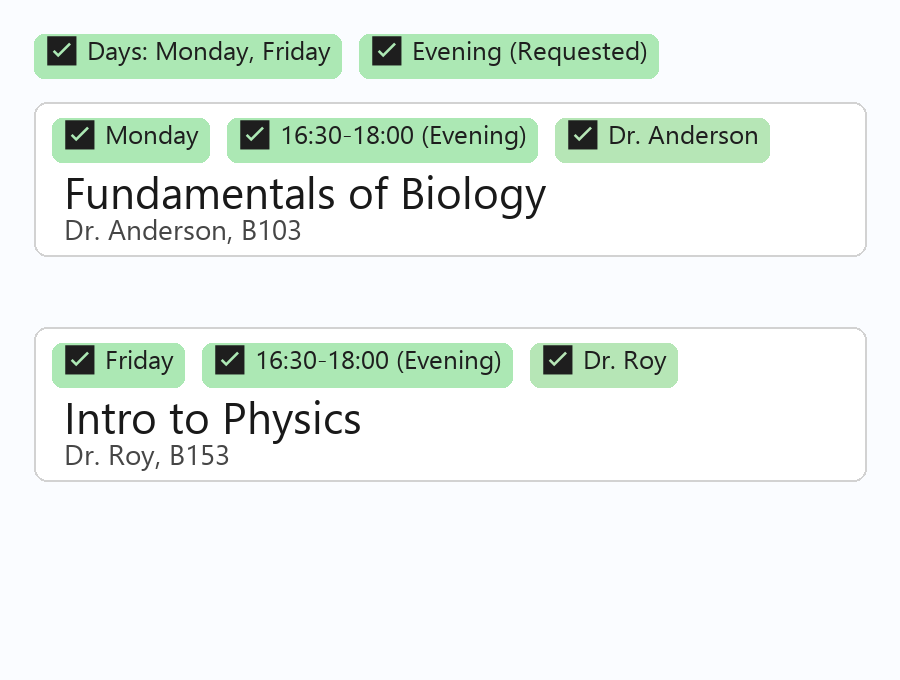 Days: Monday, Friday Evening (Requested)
Monday 16:30-18:00 (Evening) Dr. Anderson
Fundamentals of Biology
Dr. Anderson, B103
Friday 16:30-18:00 (Evening) Dr. Roy
Intro to Physics
Dr. Roy, B153